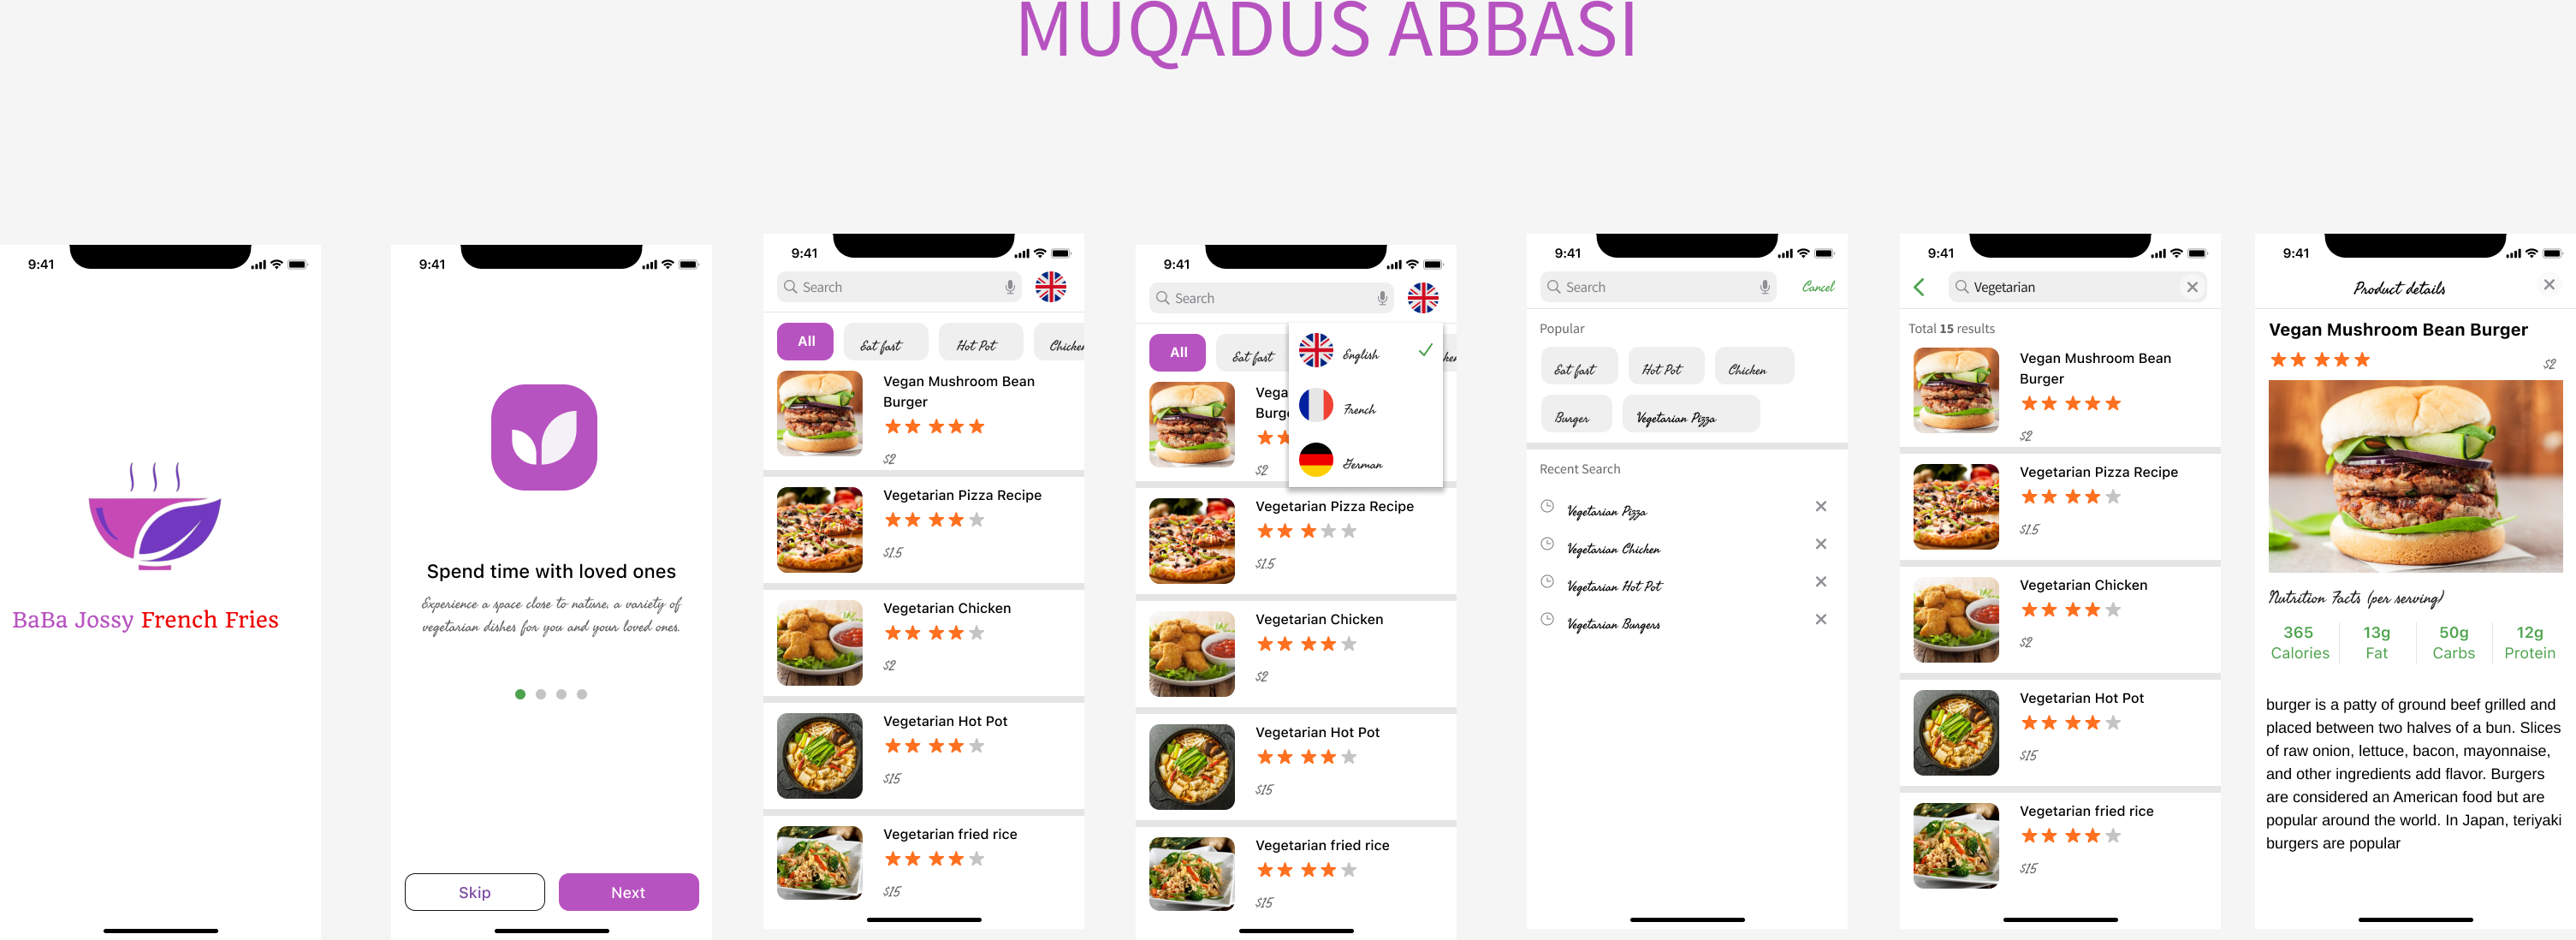 MUQADUS ABBASI
9:41
BaBa Jossy French Fries
9:41
Spend time with loved ones
Experience a space close to nature, a variety of
vegetarian dishes for you and your loved ones.
Skip
Next
9:41
Search
All
Eat fast
Hot Pot
Chicken
Vegan Mushroom Bean
Burger
$2
Vegetarian Pizza Recipe
$1.5
Vegetarian Chicken
$2
Vegetarian Hot Pot
$15
Vegetarian fried rice
$15
9:41
Search
All
Eat fast
ken
English
French
German
Vega
Burge
$2
Vegetarian Pizza Recipe
$1.5
Vegetarian Chicken
$2
Vegetarian Hot Pot
$15
Vegetarian fried rice
$15
9:41
Search
Cancel
Popular
Eat fast
Hot Pot
Chicken
Burger
Vegetarian Pizza
Recent Search
Vegetarian Pizza
Vegetarian Chicken
Vegetarian Hot Pot
Vegetarian Burgers
9:41
Vegetarian
Total 15 results
Vegan Mushroom Bean
Burger
$2
Vegetarian Pizza Recipe
$1.5
Vegetarian Chicken
$2
Vegetarian Hot Pot
$15
Vegetarian fried rice
$15
9:41
Product details
Vegan Mushroom Bean Burger
$2
Nutrition Facts (per serving)
365
Calories
13g
Fat
50g
Carbs
12g
Protein
burger is a patty of ground beef grilled and
placed between two halves of a bun. Slices
of raw onion, lettuce, bacon, mayonnaise,
and other ingredients add flavor. Burgers
are considered an American food but are
popular around the world. In Japan, teriyaki
burgers are popular